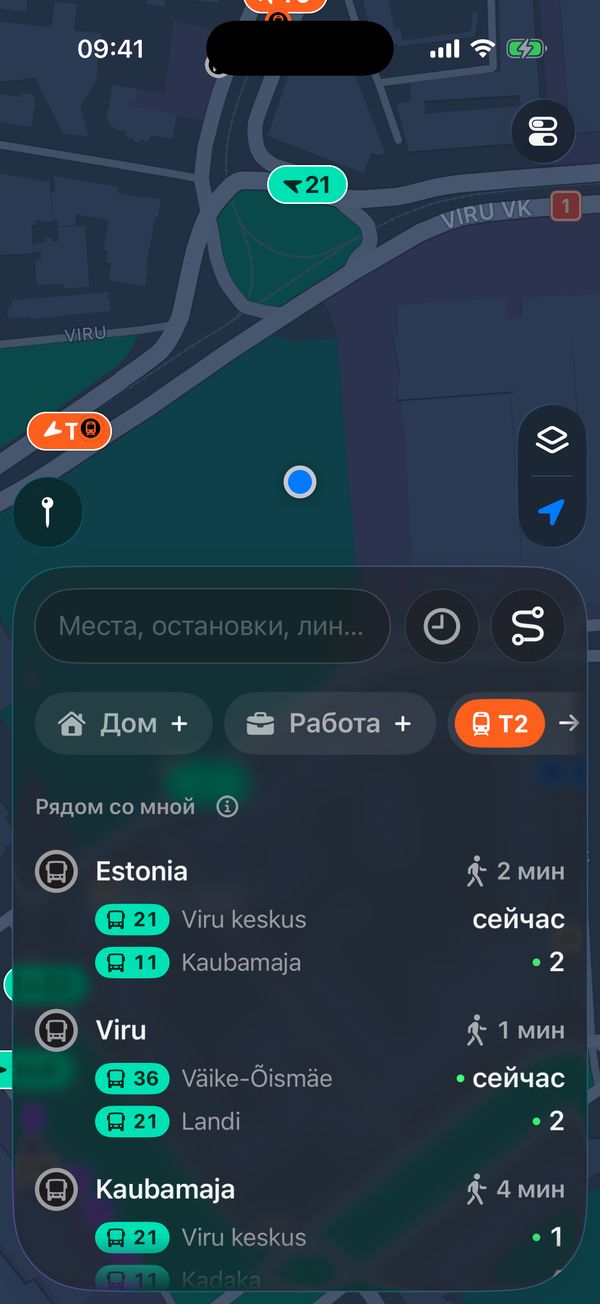 09:41
21
VIRU VK
1
VIRU
T
Места, остановки, лин...
Дом +
Работа +
T2
Рядом со мной
Estonia
2 мин
21 Viru keskus сейчас
11 Kaubamaja 2
Viru
1 мин
36 Väike-Õismäe сейчас
21 Landi 2
Kaubamaja
4 мин
21 Viru keskus 1
11 Kadaka